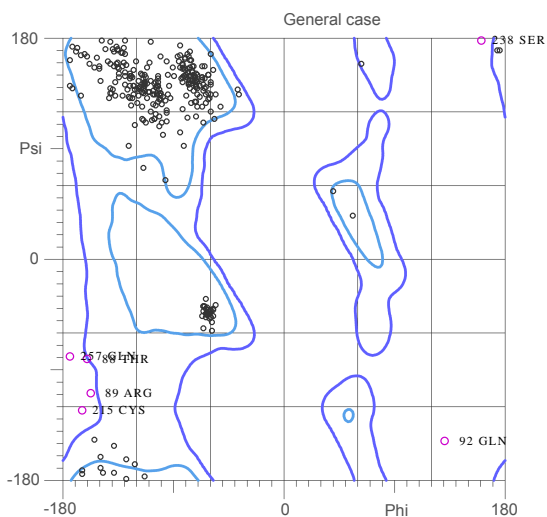 General case
180
238 SER
Psi
0
257 GLN
88 THR
89 ARG
215 CYS
92 GLN
-180
-180
0
Phi
180